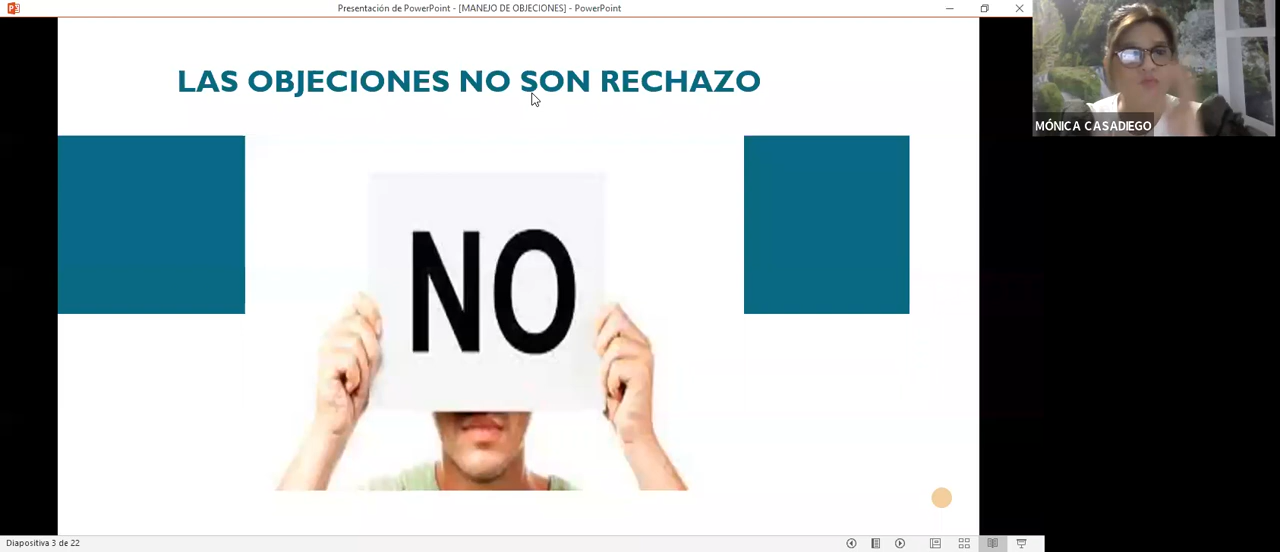 Presentación de PowerPoint - [MANEJO DE OBJECIONES] - PowerPoint
LAS OBJECIONES NO SON RECHAZO
MÓNICA CASADIEGO
NO
Diapositiva 3 de 22